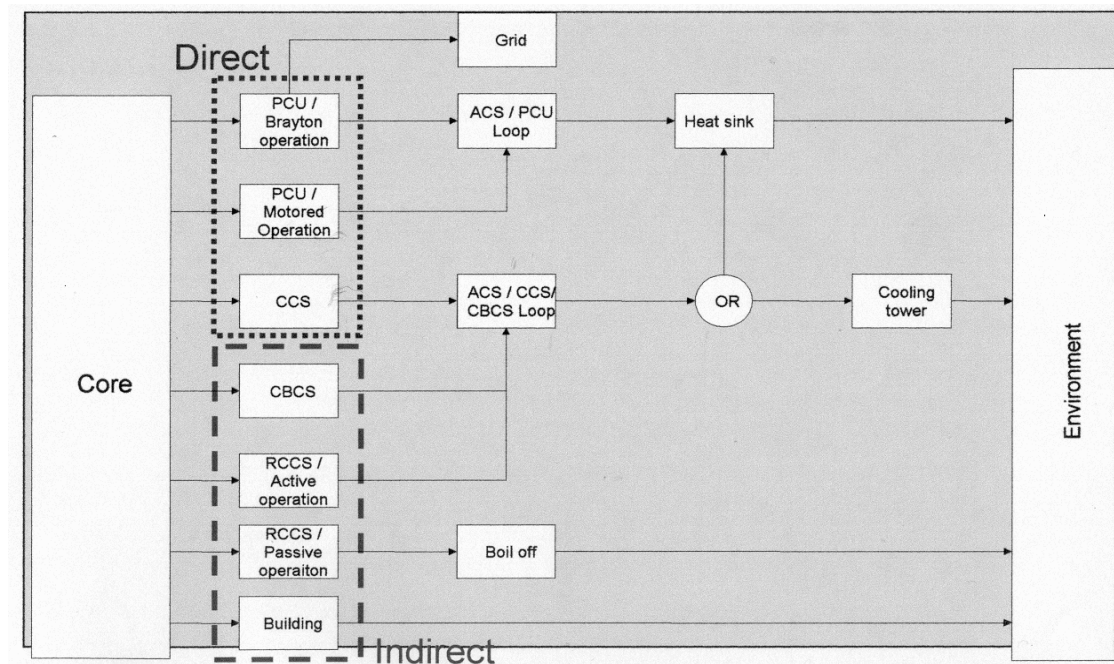 Grid
Direct
PCU /
Brayton
operation
ACS / PCU
Loop
Heat sink
PCU /
Motored
Operation
CCS
ACS / CCS/
CBCS Loop
OR
Cooling
tower
Core
CBCS
Environment
RCCS /
Active
operation
RCCS /
Passive
operaiton
Boil off
Building
Indirect